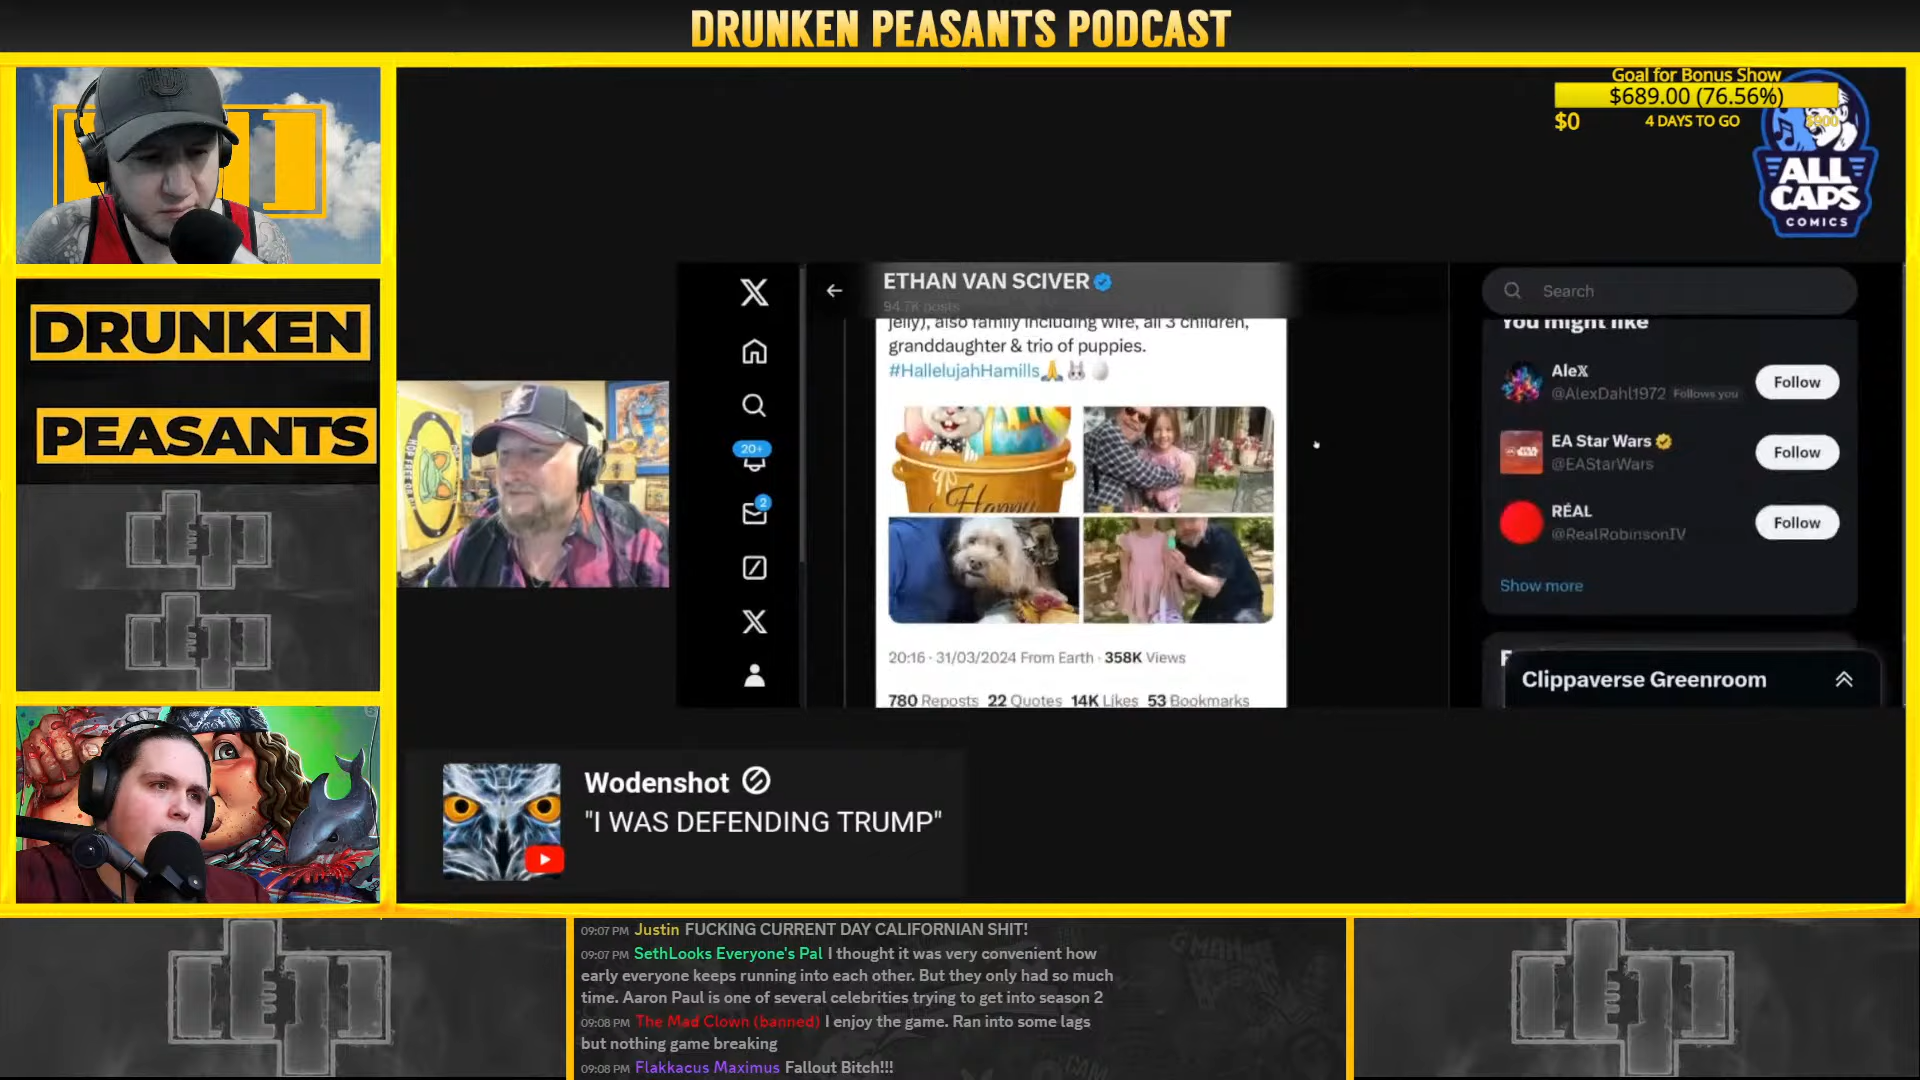 DRUNKEN PEASANTS PODCAST
Goal for Bonus Show
$689.00 (76.56%)
$0
4 DAYS TO GO
$900
ALL
CAPS
COMICS
DRUNKEN
PEASANTS
ETHAN VAN SCIVER
94.7K posts
jelly), also family including wife, all 3 children,
granddaughter & trio of puppies.
#HallelujahHamills🙏🐰🥚
Happy
20:16 · 31/03/2024 From Earth · 358K Views
780 Reposts 22 Quotes 14K Likes 53 Bookmarks
20+
2
Search
You might like
AleX
@AlexDahl1972 Follows you
Follow
EA Star Wars
@EAStarWars
Follow
RÉAL
@RealRobinsonIV
Follow
Show more
Clippaverse Greenroom
Wodenshot
"I WAS DEFENDING TRUMP"
09:07 PM Justin FUCKING CURRENT DAY CALIFORNIAN SHIT!
09:07 PM SethLooks Everyone's Pal I thought it was very convenient how
early everyone keeps running into each other. But they only had so much
time. Aaron Paul is one of several celebrities trying to get into season 2
09:08 PM The Mad Clown (banned) I enjoy the game. Ran into some lags
but nothing game breaking
09:08 PM Flakkacus Maximus Fallout Bitch!!!